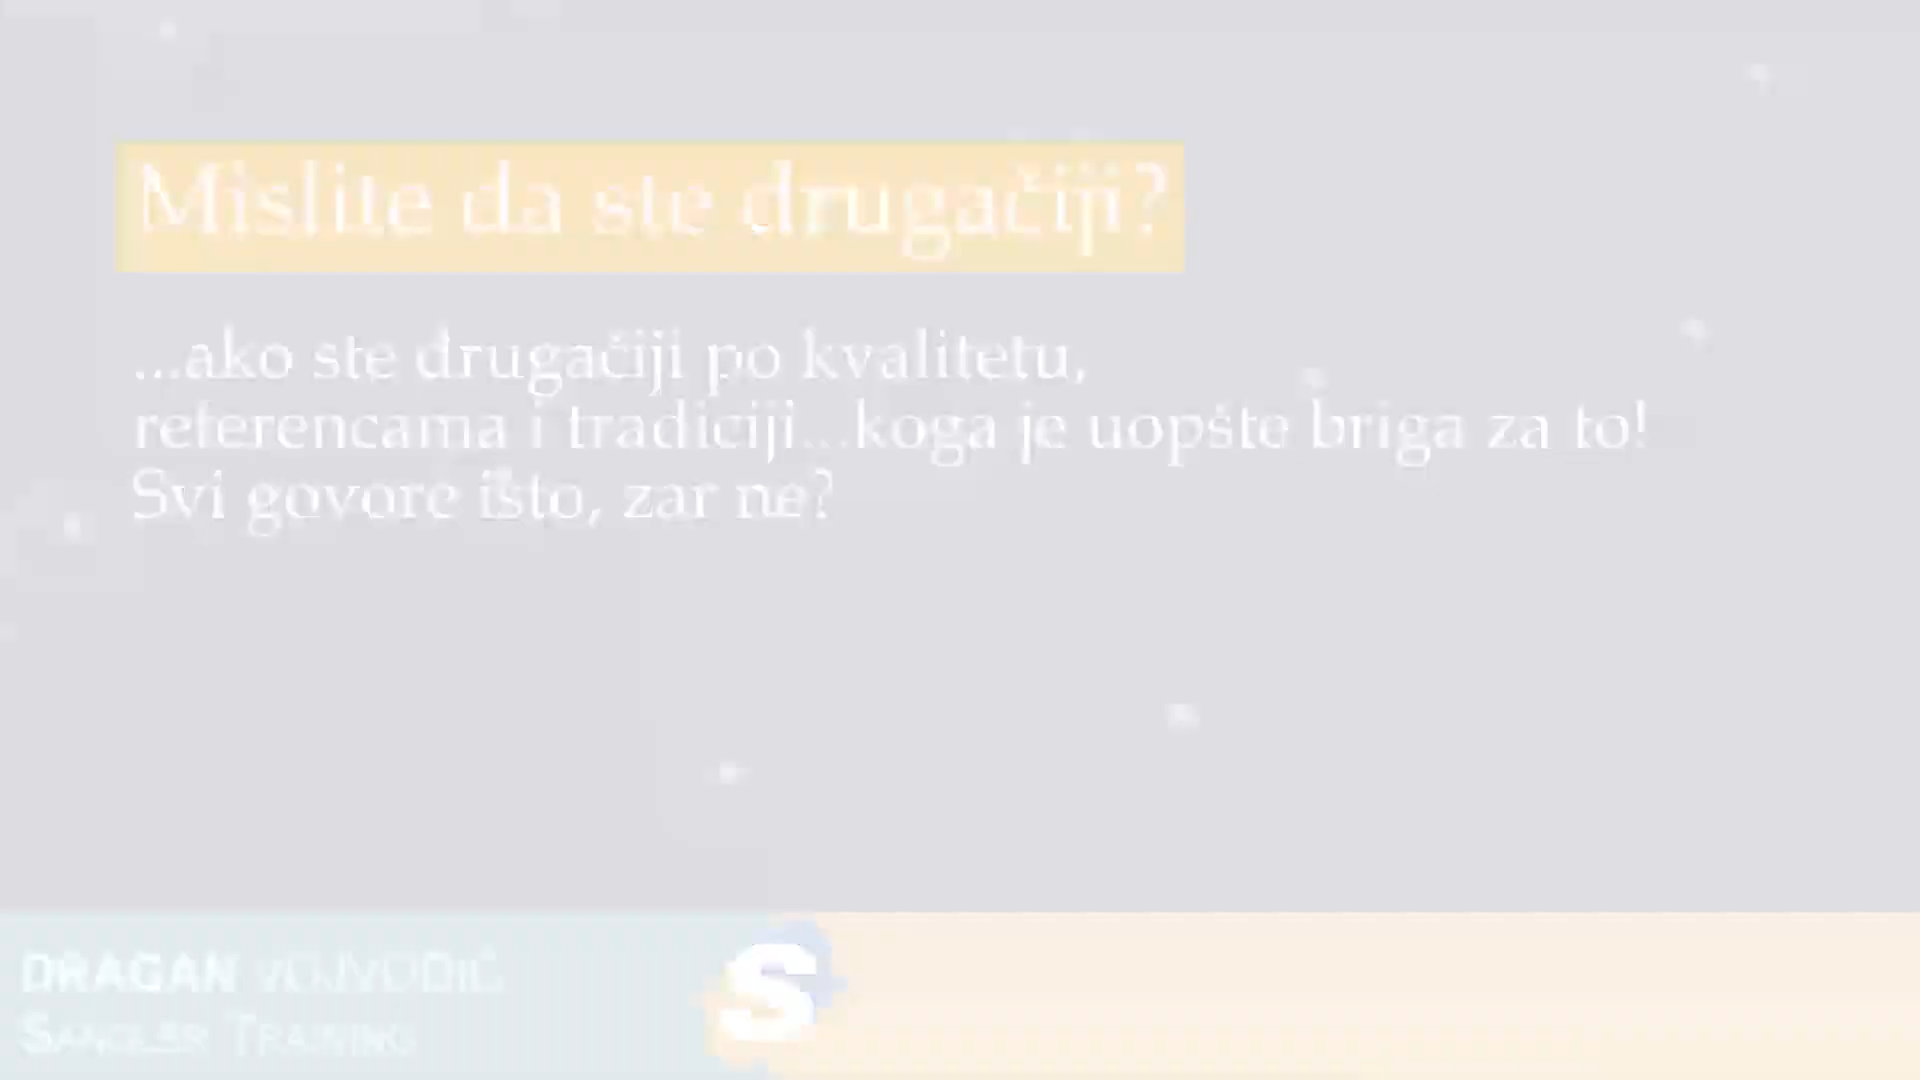 Mislite da ste drugačiji?
...ako ste drugačiji po kvalitetu,
referencama i tradiciji...koga je uopšte briga za to!
Svi govore isto, zar ne?
DRAGAN VOJVODIĆ
SANDLER TRAINING
S